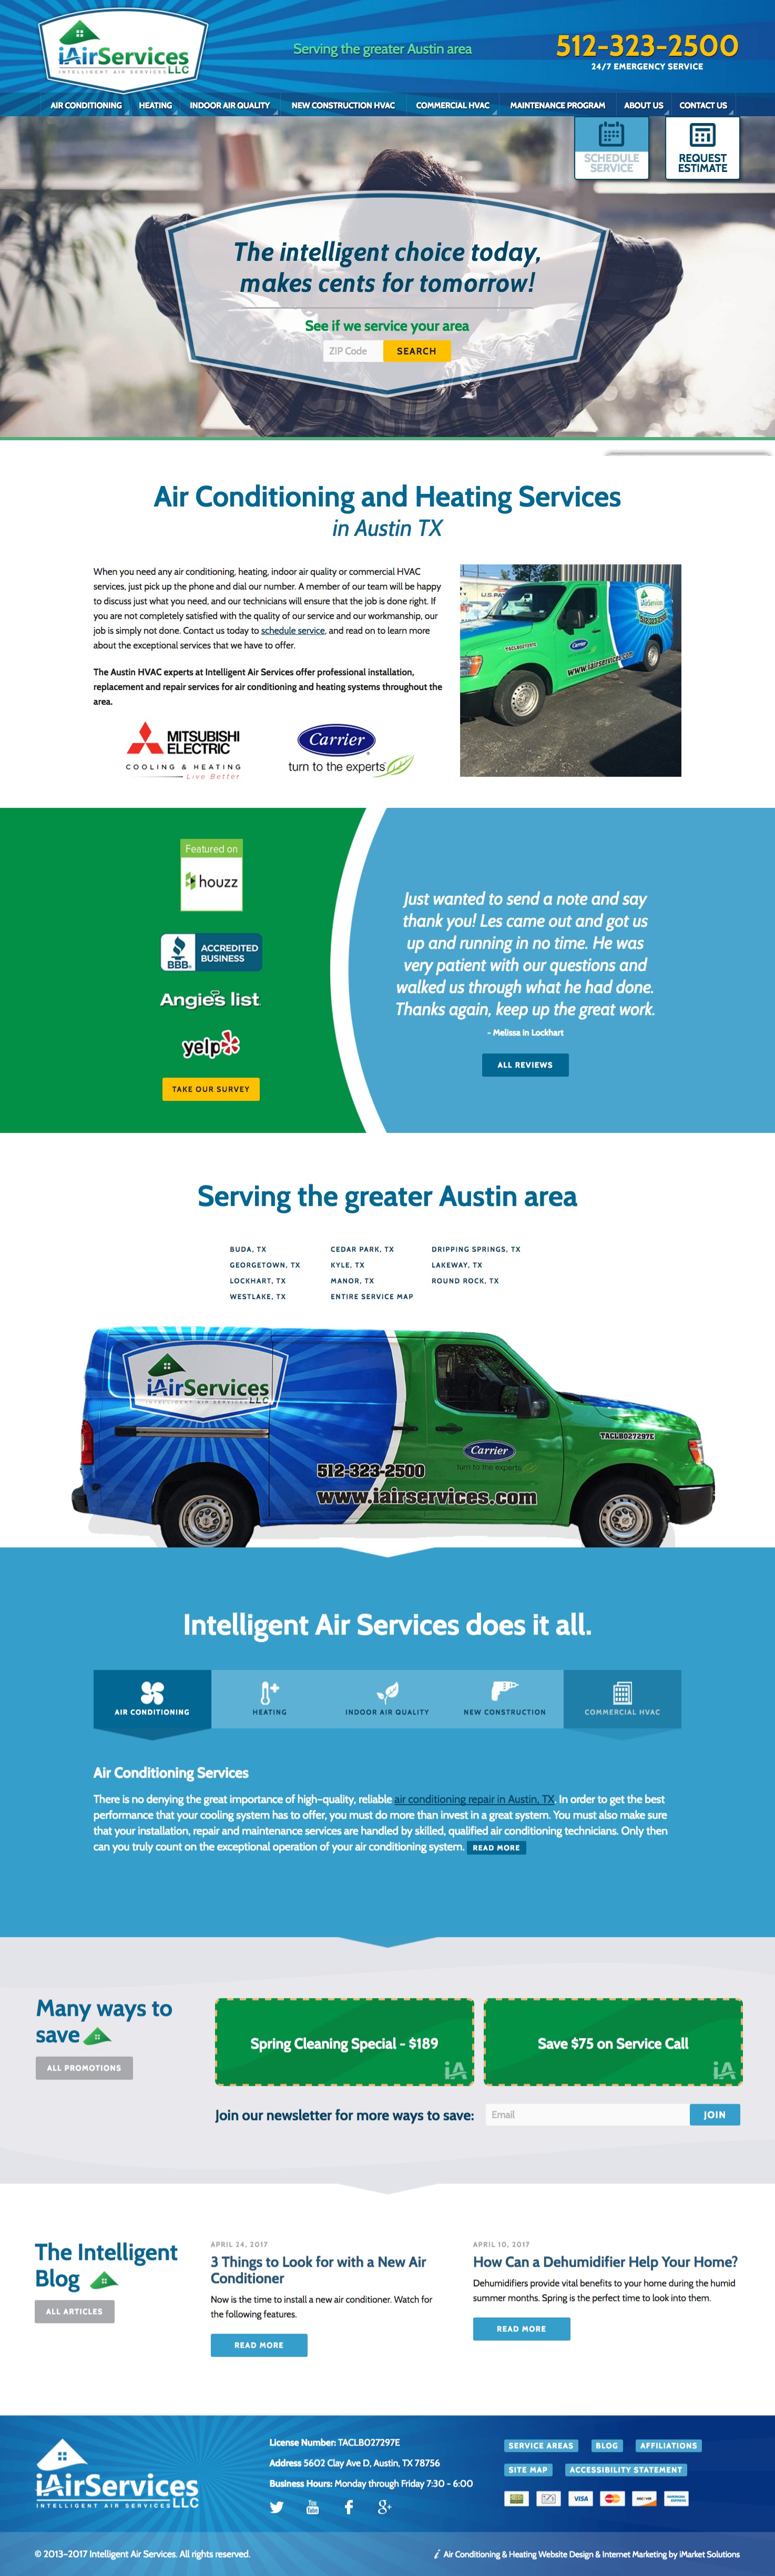 iAirServices
INTELLIGENT AIR SERVICES LLC
Serving the greater Austin area
512-323-2500
24/7 EMERGENCY SERVICE
AIR CONDITIONING HEATING INDOOR AIR QUALITY NEW CONSTRUCTION HVAC COMMERCIAL HVAC MAINTENANCE PROGRAM ABOUT US CONTACT US
SCHEDULE
SERVICE
REQUEST
ESTIMATE
The intelligent choice today,
makes cents for tomorrow!
See if we service your area
ZIP Code SEARCH
Air Conditioning and Heating Services
in Austin TX
When you need any air conditioning, heating, indoor air quality or commercial HVAC
services, just pick up the phone and dial our number. A member of our team will be happy
to discuss just what you need, and our technicians will ensure that the job is done right. If
you are not completely satisfied with the quality of our service and our workmanship, our
job is simply not done. Contact us today to schedule service, and read on to learn more
about the exceptional services that we have to offer.
The Austin HVAC experts at Intelligent Air Services offer professional installation,
replacement and repair services for air conditioning and heating systems throughout the
area.
MITSUBISHI
ELECTRIC
COOLING & HEATING
Live Better
Carrier
turn to the experts
U.S.PA
iAirServices
512-323-2500
TACLB027297E
Carrier
www.iairservices.com
Featured on
houzz
BBB
ACCREDITED
BUSINESS
Angie's list
yelp
TAKE OUR SURVEY
Just wanted to send a note and say
thank you! Les came out and got us
up and running in no time. He was
very patient with our questions and
walked us through what he had done.
Thanks again, keep up the great work.
- Melissa in Lockhart
ALL REVIEWS
Serving the greater Austin area
BUDA, TX CEDAR PARK, TX DRIPPING SPRINGS, TX
GEORGETOWN, TX KYLE, TX LAKEWAY, TX
LOCKHART, TX MANOR, TX ROUND ROCK, TX
WESTLAKE, TX ENTIRE SERVICE MAP
iAirServices
INTELLIGENT AIR SERVICES LLC
TACLB027297E
Carrier
turn to the experts
512-323-2500
www.iairservices.com
Intelligent Air Services does it all.
AIR CONDITIONING HEATING INDOOR AIR QUALITY NEW CONSTRUCTION COMMERCIAL HVAC
Air Conditioning Services
There is no denying the great importance of high-quality, reliable air conditioning repair in Austin, TX. In order to get the best
performance that your cooling system has to offer, you must do more than invest in a great system. You must also make sure
that your installation, repair and maintenance services are handled by skilled, qualified air conditioning technicians. Only then
can you truly count on the exceptional operation of your air conditioning system. READ MORE
Many ways to
save
ALL PROMOTIONS
Spring Cleaning Special - $189
iA
Save $75 on Service Call
iA
Join our newsletter for more ways to save: Email JOIN
The Intelligent
Blog
ALL ARTICLES
APRIL 24, 2017
3 Things to Look for with a New Air
Conditioner
Now is the time to install a new air conditioner. Watch for
the following features.
READ MORE
APRIL 10, 2017
How Can a Dehumidifier Help Your Home?
Dehumidifiers provide vital benefits to your home during the humid
summer months. Spring is the perfect time to look into them.
READ MORE
iAirServices
INTELLIGENT AIR SERVICES LLC
License Number: TACLB027297E
Address 5602 Clay Ave D, Austin, TX 78756
Business Hours: Monday through Friday 7:30 - 6:00
You
Tube
g+
SERVICE AREAS BLOG AFFILIATIONS
SITE MAP ACCESSIBILITY STATEMENT
VISA
© 2013-2017 Intelligent Air Services. All rights reserved.
Air Conditioning & Heating Website Design & Internet Marketing by iMarket Solutions